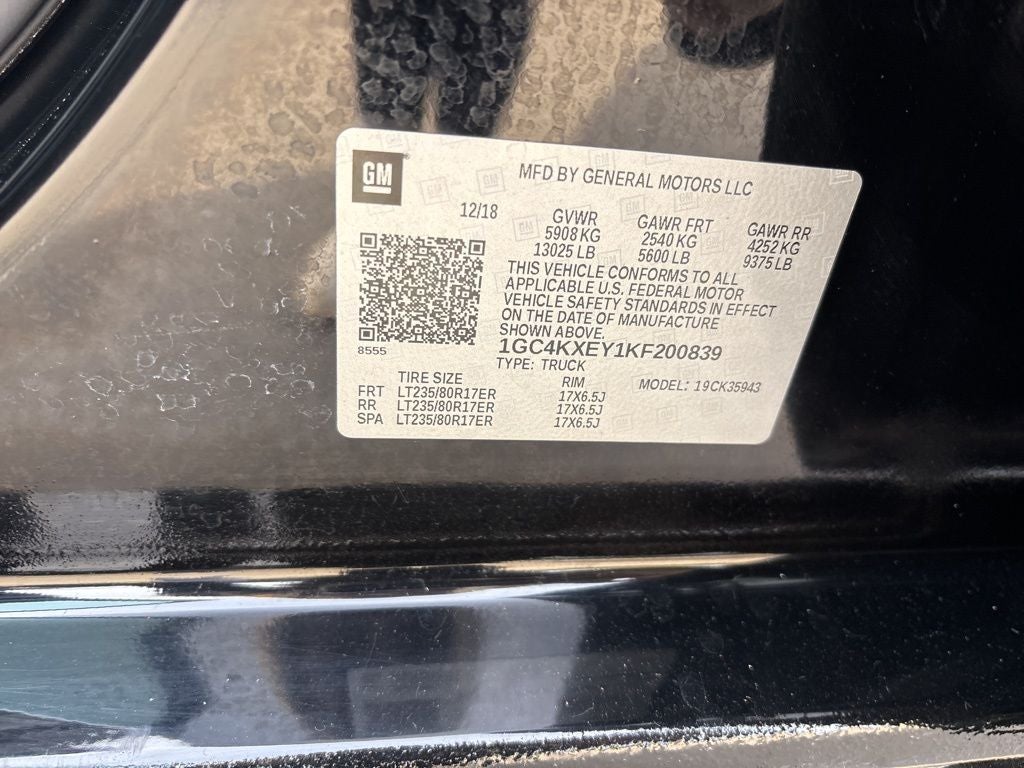 GM
MFD BY GENERAL MOTORS LLC
12/18
GVWR
5908 KG
13025 LB
GAWR FRT
2540 KG
5600 LB
GAWR RR
4252 KG
9375 LB
THIS VEHICLE CONFORMS TO ALL
APPLICABLE U.S. FEDERAL MOTOR
VEHICLE SAFETY STANDARDS IN EFFECT
ON THE DATE OF MANUFACTURE
SHOWN ABOVE.
8555
1GC4KXEY1KF200839
TYPE: TRUCK
TIRE SIZE RIM MODEL: 19CK35943
FRT LT235/80R17ER 17X6.5J
RR LT235/80R17ER 17X6.5J
SPA LT235/80R17ER 17X6.5J